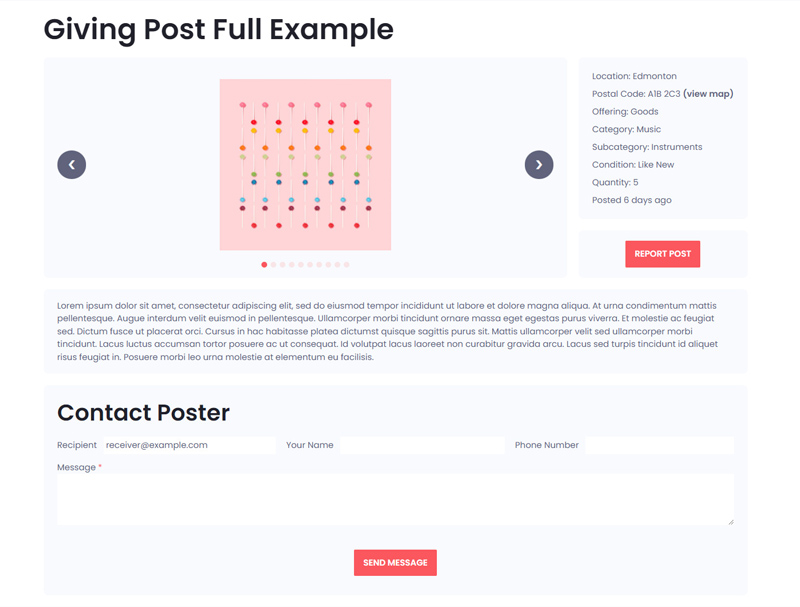 Giving Post Full Example
Location: Edmonton
Postal Code: A1B 2C3 (view map)
Offering: Goods
Category: Music
Subcategory: Instruments
Condition: Like New
Quantity: 5
Posted 6 days ago
REPORT POST
Lorem ipsum dolor sit amet, consectetur adipiscing elit, sed do eiusmod tempor incididunt ut labore et dolore magna aliqua. At urna condimentum mattis
pellentesque. Augue interdum velit euismod in pellentesque. Ullamcorper morbi tincidunt ornare massa eget egestas purus viverra. Et molestie ac feugiat
sed. Dictum fusce ut placerat orci. Cursus in hac habitasse platea dictumst quisque sagittis purus sit. Mattis ullamcorper velit sed ullamcorper morbi
tincidunt. Lacus luctus accumsan tortor posuere ac ut consequat. Id volutpat lacus laoreet non curabitur gravida arcu. Lacus sed turpis tincidunt id aliquet
risus feugiat in. Posuere morbi leo urna molestie at elementum eu facilisis.
Contact Poster
Recipient receiver@example.com Your Name Phone Number
Message *
SEND MESSAGE